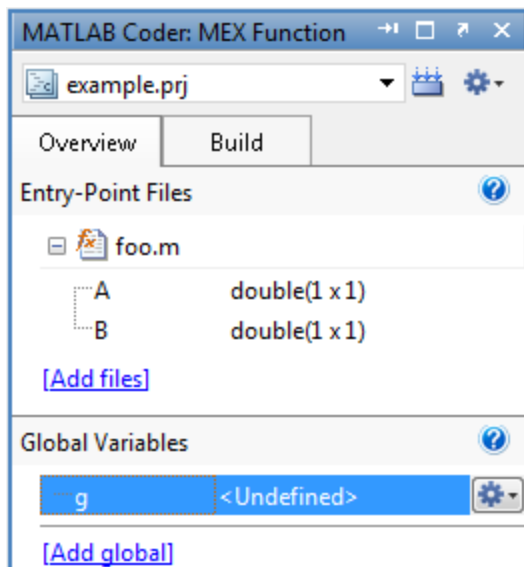 MATLAB Coder: MEX Function
example.prj
Overview Build
Entry-Point Files
foo.m
A double(1 x 1)
B double(1 x 1)
[Add files]
Global Variables
g <Undefined>
[Add global]